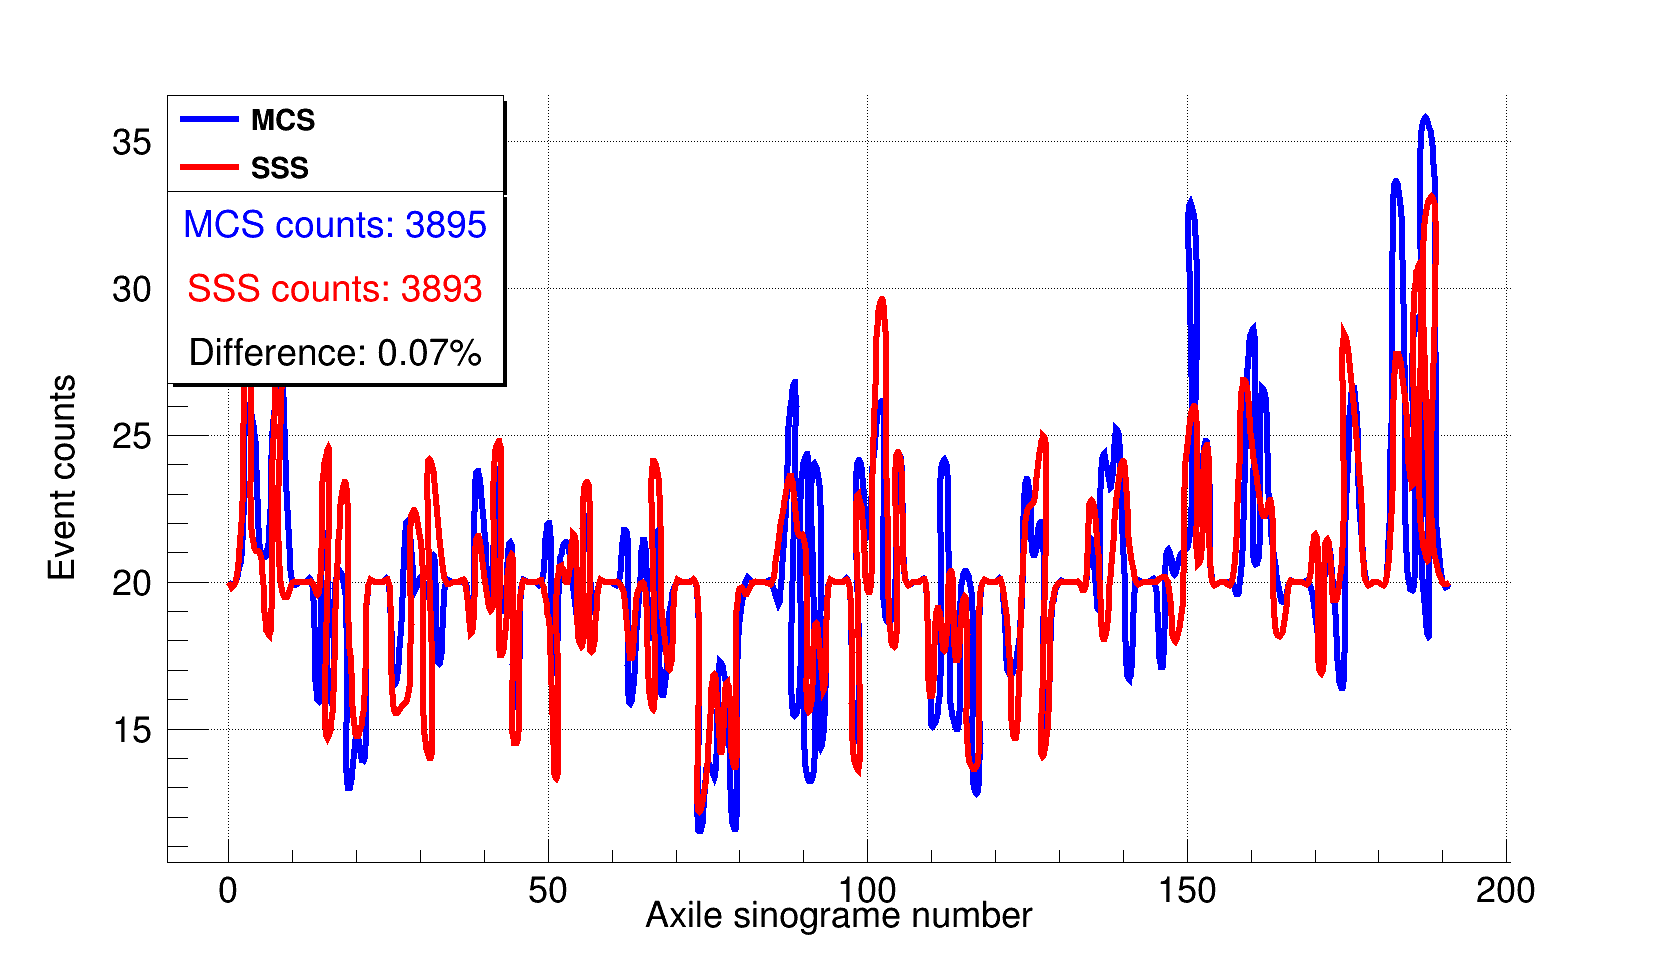 MCS
SSS
MCS counts: 3895
SSS counts: 3893
Difference: 0.07%
35
30
25
20
15
Event counts
0 50 100 150 200
Axile sinograme number